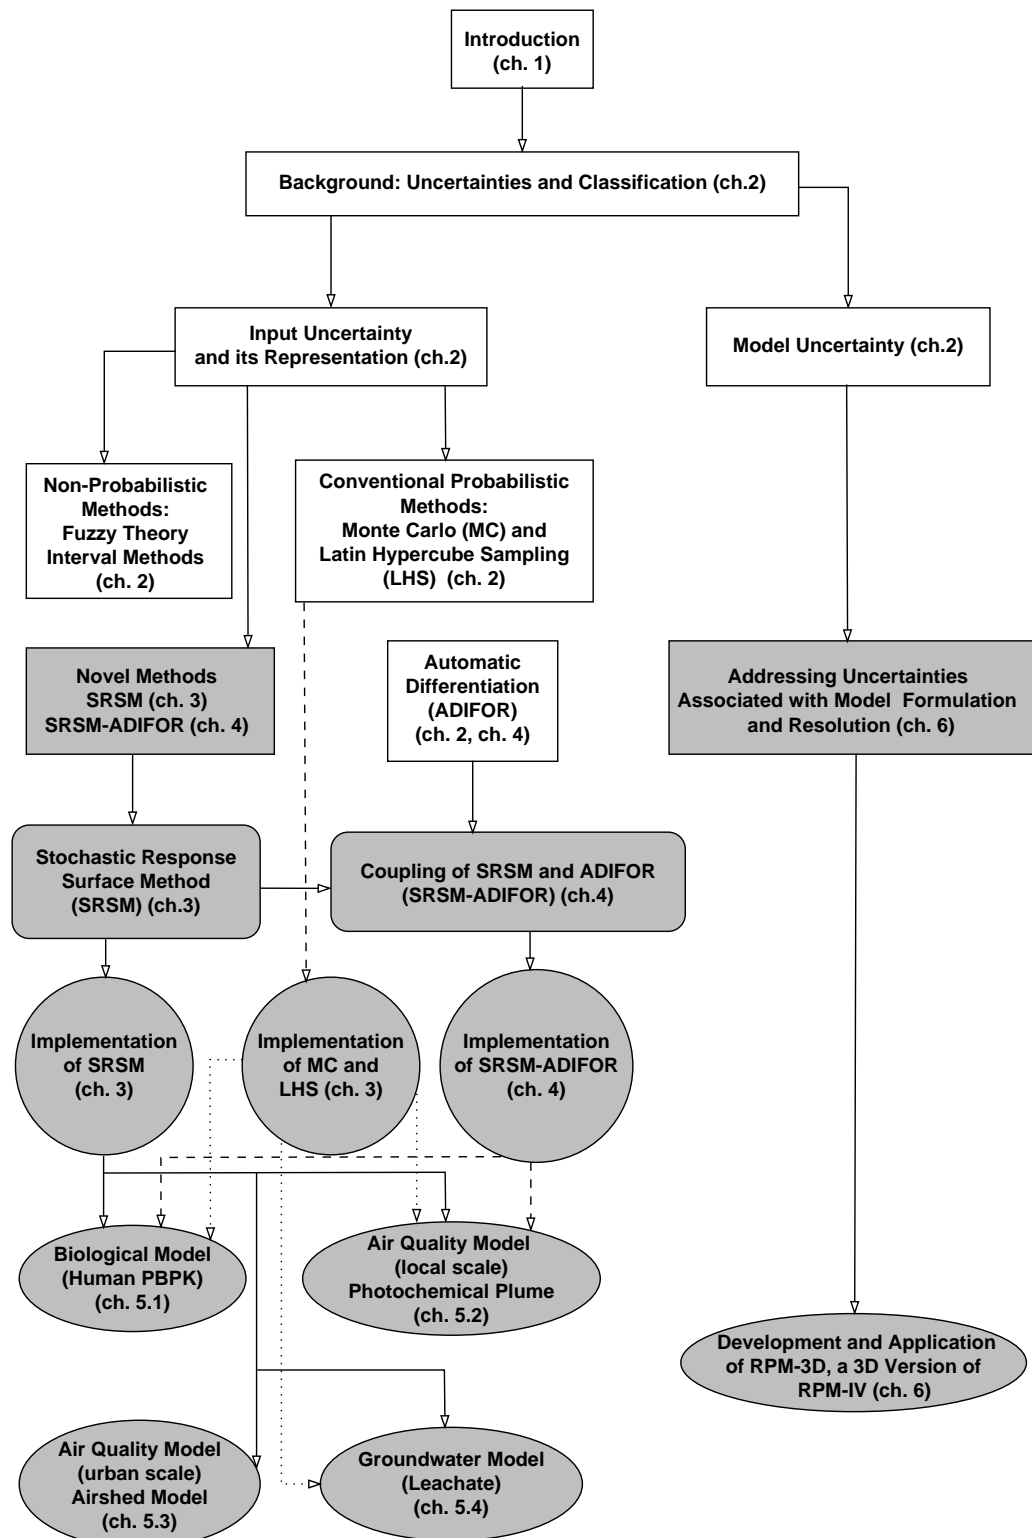 Introduction
(ch. 1)
Background: Uncertainties and Classification (ch.2)
Input Uncertainty
and its Representation (ch.2)
Model Uncertainty (ch.2)
Non-Probabilistic
Methods:
Fuzzy Theory
Interval Methods
(ch. 2)
Conventional Probabilistic
Methods:
Monte Carlo (MC) and
Latin Hypercube Sampling
(LHS) (ch. 2)
Novel Methods
SRSM (ch. 3)
SRSM-ADIFOR (ch. 4)
Automatic
Differentiation
(ADIFOR)
(ch. 2, ch. 4)
Addressing Uncertainties
Associated with Model Formulation
and Resolution (ch. 6)
Stochastic Response
Surface Method
(SRSM) (ch.3)
Coupling of SRSM and ADIFOR
(SRSM-ADIFOR) (ch.4)
Implementation
of SRSM
(ch. 3)
Implementation
of MC and
LHS (ch. 3)
Implementation
of SRSM-ADIFOR
(ch. 4)
Biological Model
(Human PBPK)
(ch. 5.1)
Air Quality Model
(local scale)
Photochemical Plume
(ch. 5.2)
Development and Application
of RPM-3D, a 3D Version of
RPM-IV (ch. 6)
Air Quality Model
(urban scale)
Airshed Model
(ch. 5.3)
Groundwater Model
(Leachate)
(ch. 5.4)